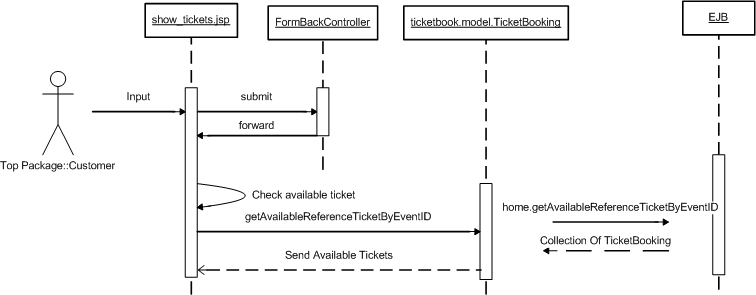 show_tickets.jsp
FormBackController
ticketbook.model.TicketBooking
EJB
Input
submit
forward
Top Package::Customer
Check available ticket
home.getAvailableReferenceTicketByEventID
getAvailableReferenceTicketByEventID
Collection Of TicketBooking
Send Available Tickets